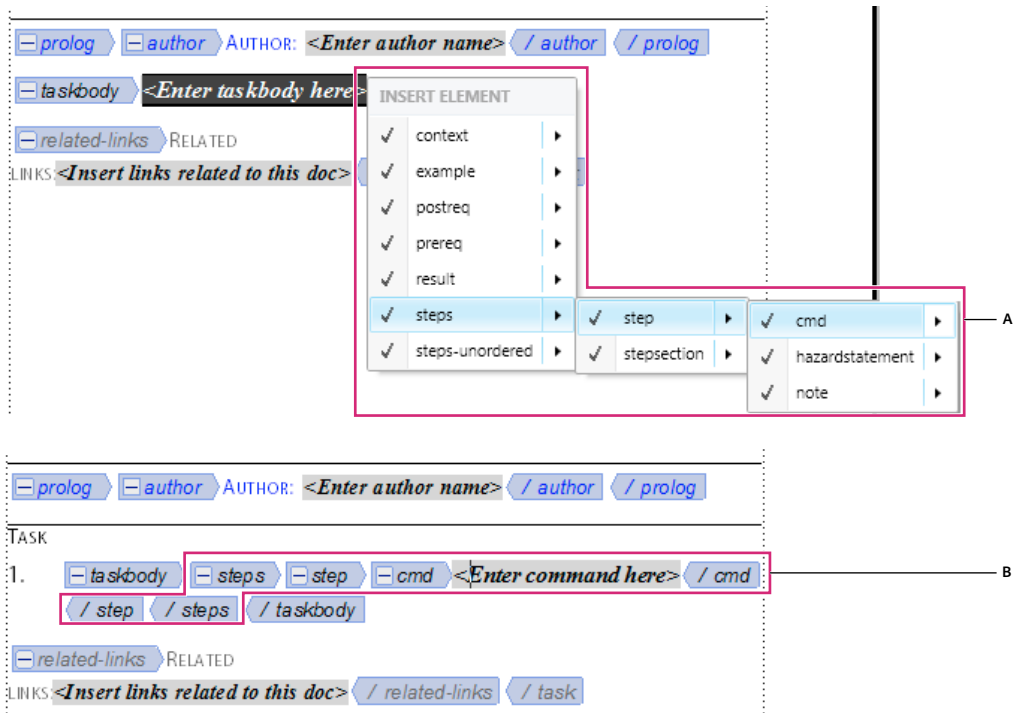 prolog author AUTHOR: <Enter author name> / author / prolog
taskbody <Enter taskbody here>
INSERT ELEMENT
related-links RELATED
LINKS: <Insert links related to this doc>
context
example
postreq
prereq
result
steps
steps-unordered
step
stepsection
cmd
hazardstatement
note
A
prolog author AUTHOR: <Enter author name> / author / prolog
TASK
1. taskbody steps step cmd <Enter command here> / cmd
B
/ step / steps / taskbody
related-links RELATED
LINKS: <Insert links related to this doc> / related-links / task